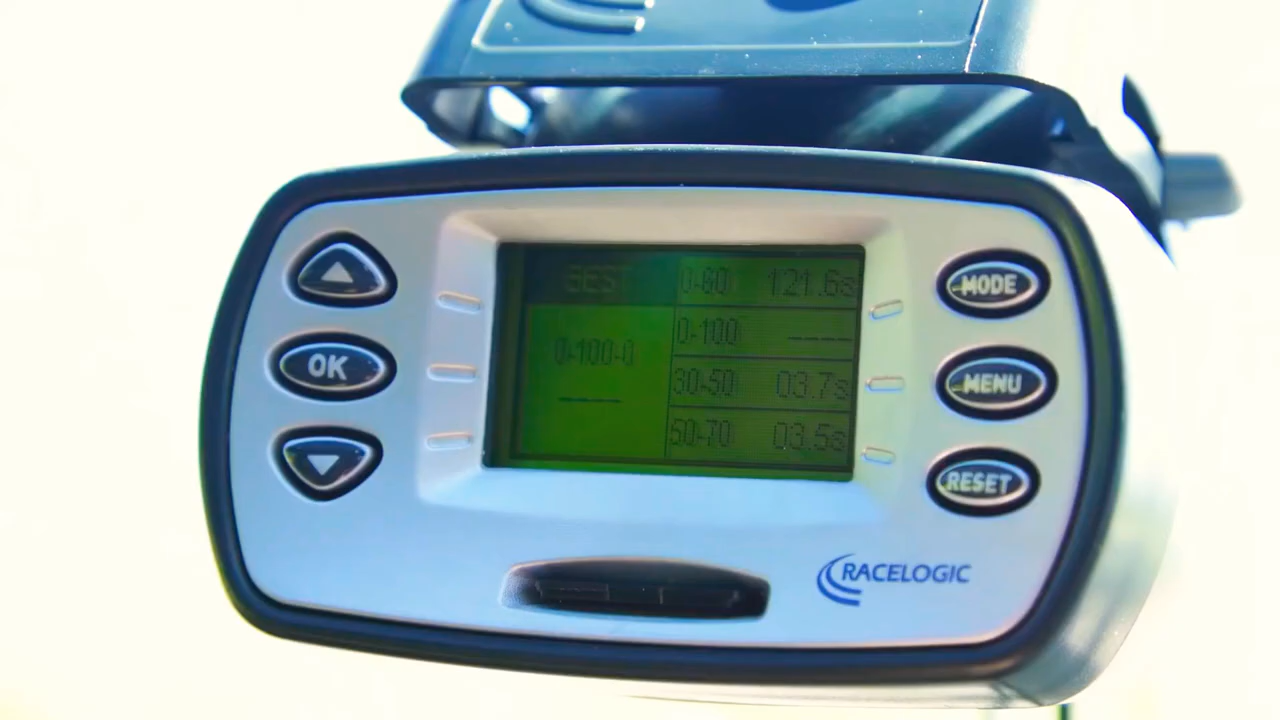 BEST
0-60 121.6s
0-100 ----
0-100-0
----
30-50 03.7s
50-70 03.5s
OK
MODE
MENU
RESET
RACELOGIC